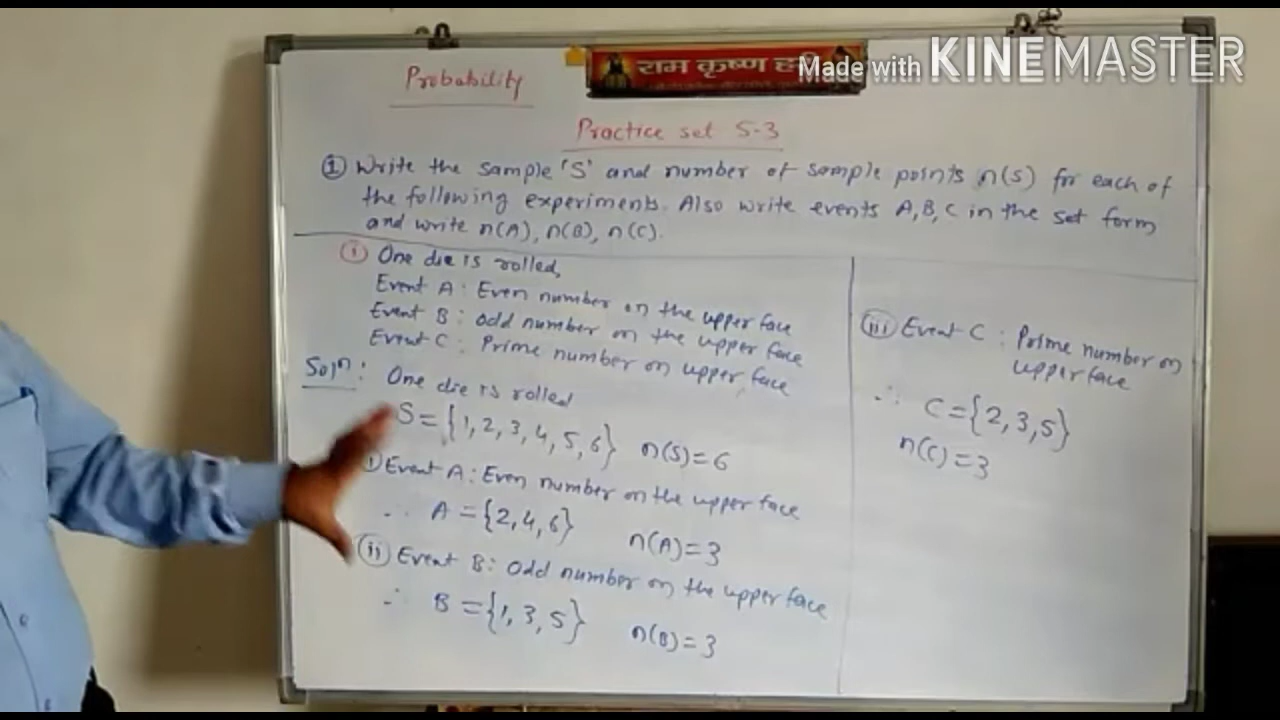 Probability
राम कृष्ण हरी
Made with KINEMASTER
Practice set 5.3
① Write the sample 'S' and number of sample points n(S) for each of
the following experiments. Also write events A, B, C in the set form
and write n(A), n(B), n(C).
(i) One die is rolled,
Event A : Even number on the upper face
Event B : Odd number on the upper face
Event C : Prime number on upper face
Solⁿ : One die is rolled
S = {1, 2, 3, 4, 5, 6} n(S) = 6
(i) Event A : Even number on the upper face
∴ A = {2, 4, 6} n(A) = 3
(ii) Event B : Odd number on the upper face
∴ B = {1, 3, 5} n(B) = 3
(iii) Event C : Prime number on
upper face
∴ C = {2, 3, 5}
n(C) = 3